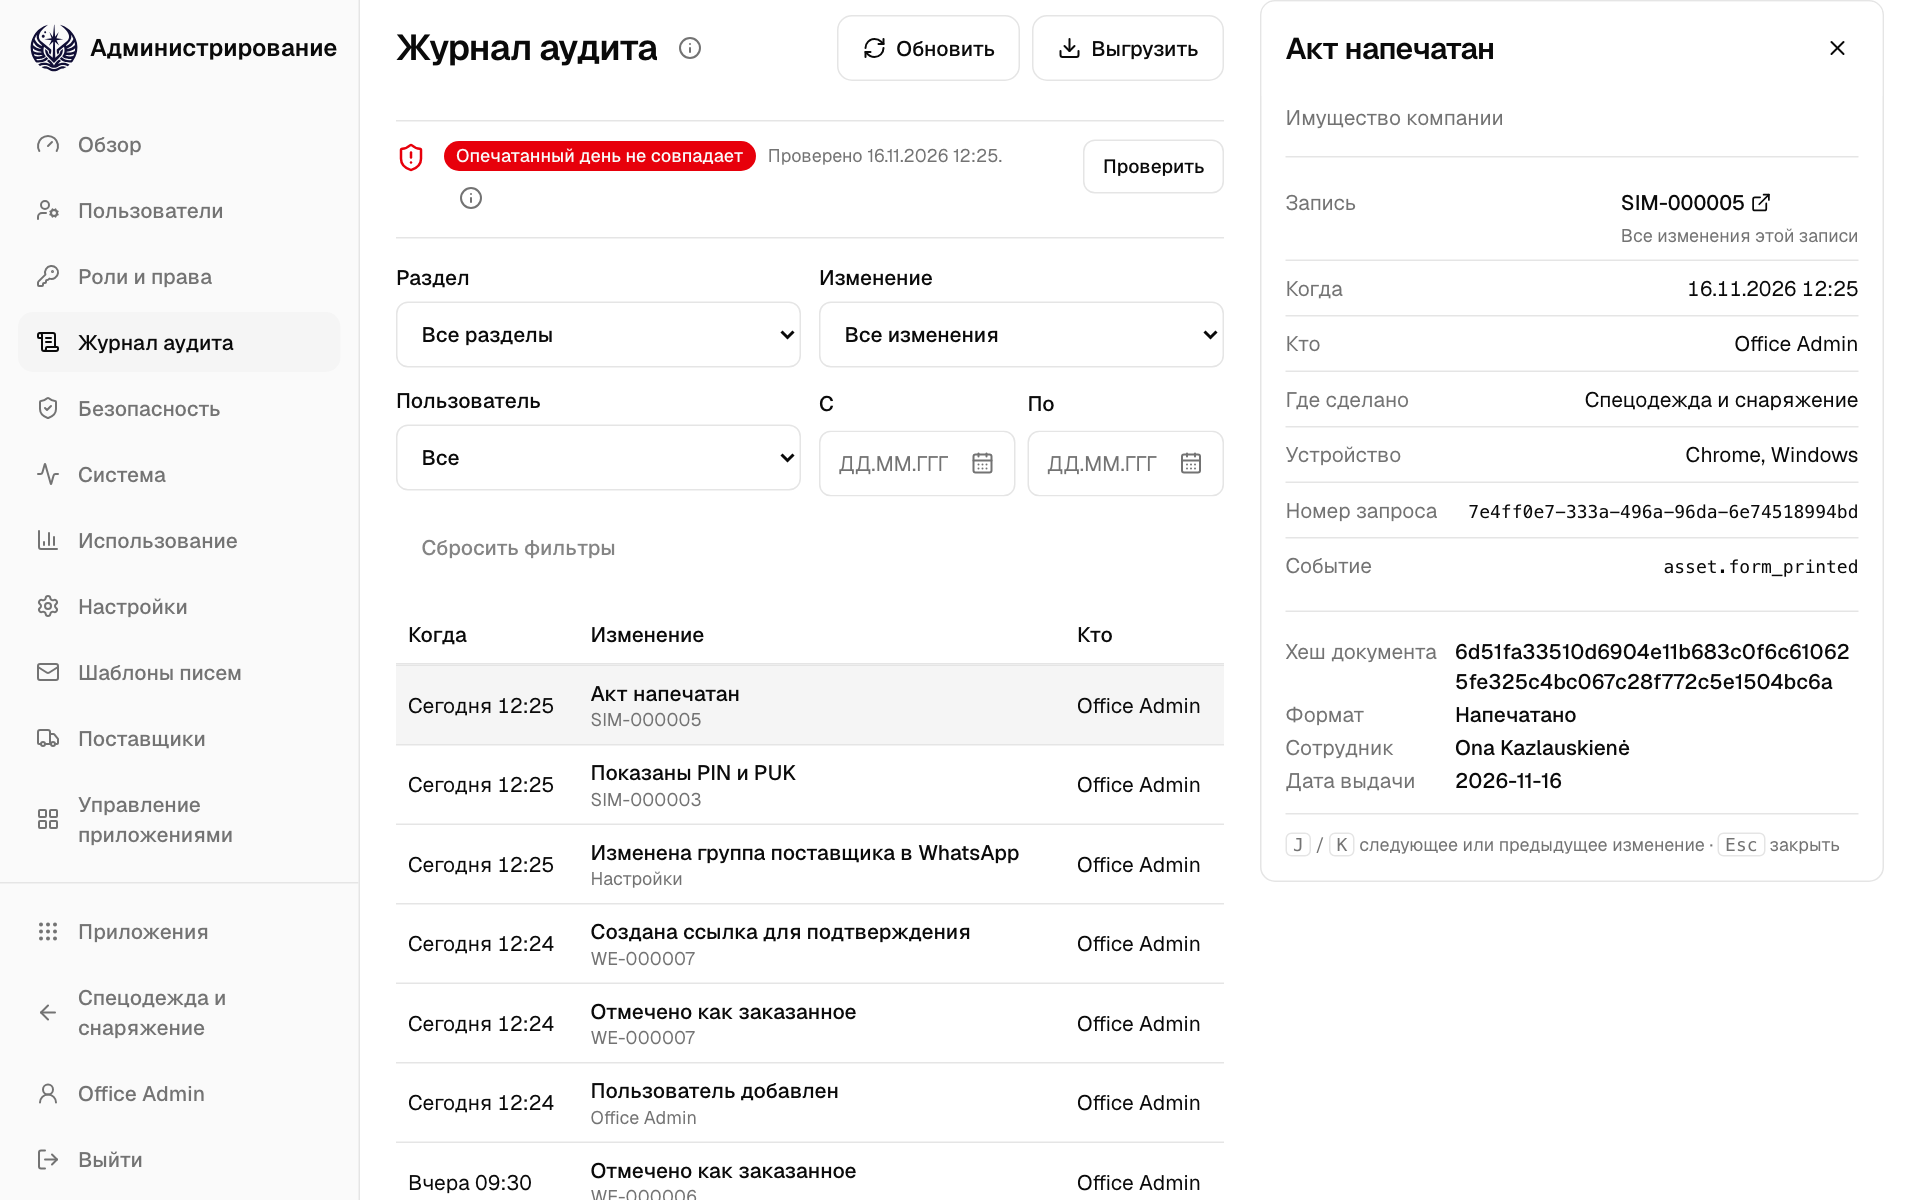 Администрирование
Обзор
Пользователи
Роли и права
Журнал аудита
Безопасность
Система
Использование
Настройки
Шаблоны писем
Поставщики
Управление
приложениями
Приложения
Спецодежда и
снаряжение
Office Admin
Выйти
Журнал аудита
Обновить
Выгрузить
Опечатанный день не совпадает
Проверено 16.11.2026 12:25.
Проверить
Раздел
Изменение
Все разделы
Все изменения
Пользователь
С
По
Все
ДД.ММ.ГГГ
ДД.ММ.ГГГ
Сбросить фильтры
Когда Изменение Кто
Сегодня 12:25 Акт напечатан Office Admin
SIM-000005
Сегодня 12:25 Показаны PIN и PUK Office Admin
SIM-000003
Сегодня 12:25 Изменена группа поставщика в WhatsApp Office Admin
Настройки
Сегодня 12:24 Создана ссылка для подтверждения Office Admin
WE-000007
Сегодня 12:24 Отмечено как заказанное Office Admin
WE-000007
Сегодня 12:24 Пользователь добавлен Office Admin
Office Admin
Вчера 09:30 Отмечено как заказанное Office Admin
WE-000006
Акт напечатан
Имущество компании
Запись SIM-000005
Все изменения этой записи
Когда 16.11.2026 12:25
Кто Office Admin
Где сделано Спецодежда и снаряжение
Устройство Chrome, Windows
Номер запроса 7e4ff0e7-333a-496a-96da-6e74518994bd
Событие asset.form_printed
Хеш документа 6d51fa33510d6904e11b683c0f6c61062
5fe325c4bc067c28f772c5e1504bc6a
Формат Напечатано
Сотрудник Ona Kazlauskienė
Дата выдачи 2026-11-16
J / K следующее или предыдущее изменение · Esc закрыть